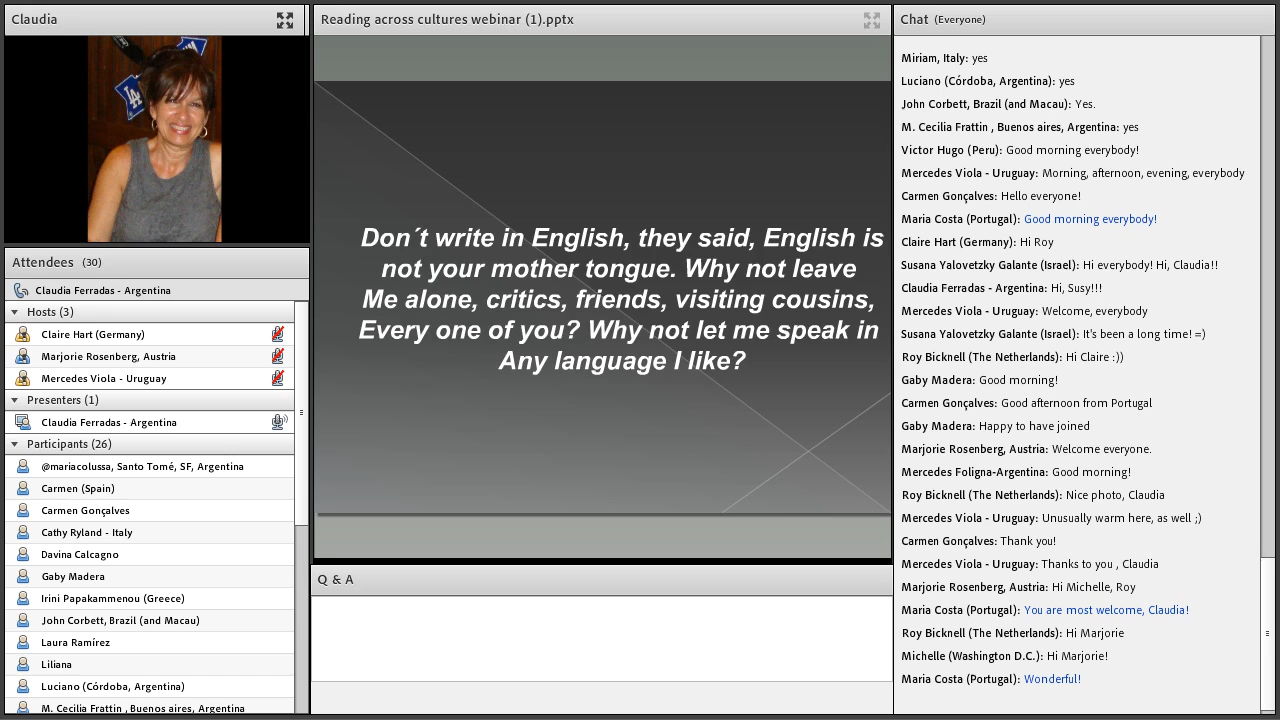 Claudia
Reading across cultures webinar (1).pptx
Chat (Everyone)
LA
Attendees (30)
Claudia Ferradas - Argentina
Hosts (3)
Claire Hart (Germany)
Marjorie Rosenberg, Austria
Mercedes Viola - Uruguay
Presenters (1)
Claudia Ferradas - Argentina
Participants (26)
@mariacolussa, Santo Tomé, SF, Argentina
Carmen (Spain)
Carmen Gonçalves
Cathy Ryland - Italy
Davina Calcagno
Gaby Madera
Irini Papakammenou (Greece)
John Corbett, Brazil (and Macau)
Laura Ramírez
Liliana
Luciano (Córdoba, Argentina)
M. Cecilia Frattin , Buenos aires, Argentina
Don´t write in English, they said, English is
not your mother tongue. Why not leave
Me alone, critics, friends, visiting cousins,
Every one of you? Why not let me speak in
Any language I like?
Q & A
Miriam, Italy: yes
Luciano (Córdoba, Argentina): yes
John Corbett, Brazil (and Macau): Yes.
M. Cecilia Frattin , Buenos aires, Argentina: yes
Victor Hugo (Peru): Good morning everybody!
Mercedes Viola - Uruguay: Morning, afternoon, evening, everybody
Carmen Gonçalves: Hello everyone!
Maria Costa (Portugal): Good morning everybody!
Claire Hart (Germany): Hi Roy
Susana Yalovetzky Galante (Israel): Hi everybody! Hi, Claudia!!
Claudia Ferradas - Argentina: Hi, Susy!!!
Mercedes Viola - Uruguay: Welcome, everybody
Susana Yalovetzky Galante (Israel): It's been a long time! =)
Roy Bicknell (The Netherlands): Hi Claire :))
Gaby Madera: Good morning!
Carmen Gonçalves: Good afternoon from Portugal
Gaby Madera: Happy to have joined
Marjorie Rosenberg, Austria: Welcome everyone.
Mercedes Foligna-Argentina: Good morning!
Roy Bicknell (The Netherlands): Nice photo, Claudia
Mercedes Viola - Uruguay: Unusually warm here, as well ;)
Carmen Gonçalves: Thank you!
Mercedes Viola - Uruguay: Thanks to you , Claudia
Marjorie Rosenberg, Austria: Hi Michelle, Roy
Maria Costa (Portugal): You are most welcome, Claudia!
Roy Bicknell (The Netherlands): Hi Marjorie
Michelle (Washington D.C.): Hi Marjorie!
Maria Costa (Portugal): Wonderful!